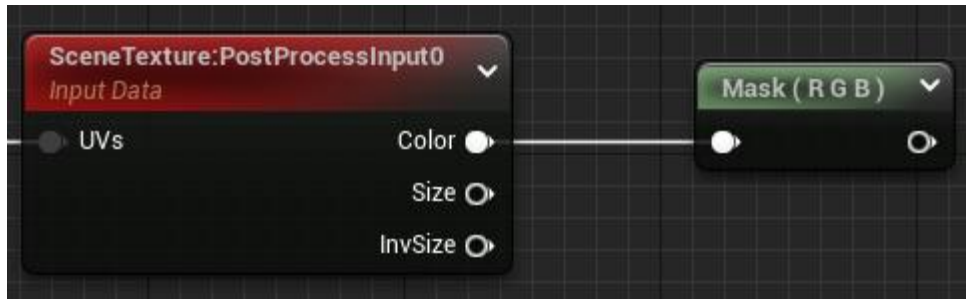 SceneTexture:PostProcessInput0
Input Data
UVs
Color
Size
InvSize
Mask ( R G B )